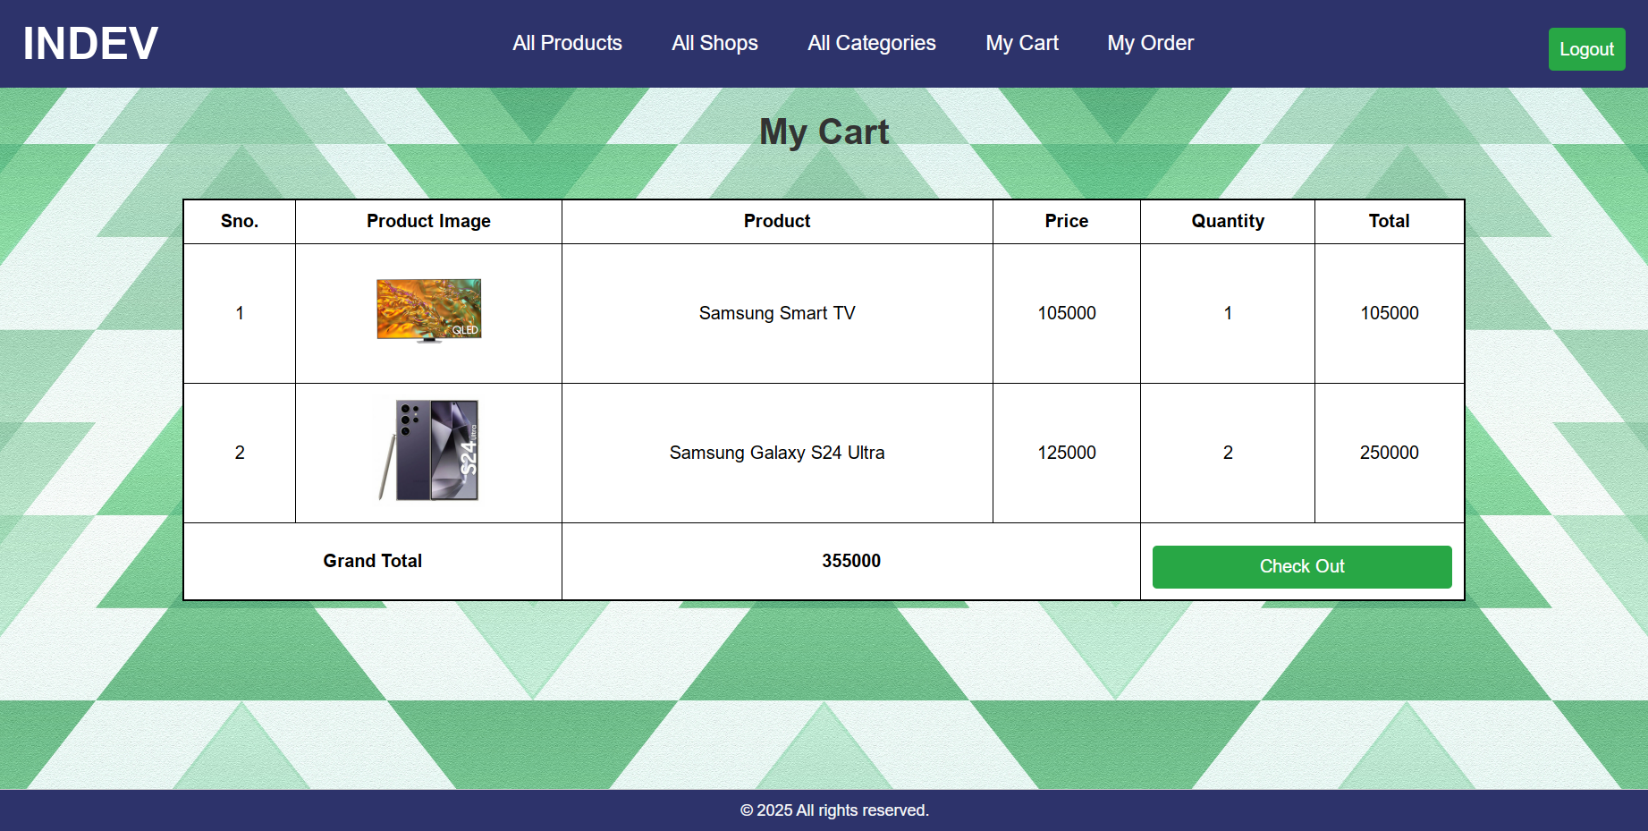 INDEV
All Products All Shops All Categories My Cart My Order
Logout
My Cart
Sno. Product Image Product Price Quantity Total
1 QLED Samsung Smart TV 105000 1 105000
2 S24 Ultra Samsung Galaxy S24 Ultra 125000 2 250000
Grand Total 355000 Check Out
© 2025 All rights reserved.